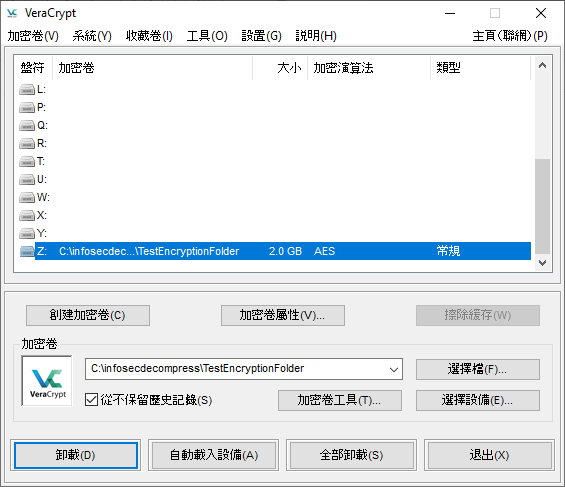 VeraCrypt
加密卷(V) 系統(Y) 收藏卷(I) 工具(O) 設置(G) 説明(H) 主頁（聯網）(P)
盤符 加密卷 大小 加密演算法 類型
L:
P:
Q:
R:
T:
U:
W:
X:
Y:
Z: C:\infosecdec...\TestEncryptionFolder 2.0 GB AES 常規
創建加密卷(C) 加密卷屬性(V)... 擦除緩存(W)
加密卷
VeraCrypt
C:\infosecdecompress\TestEncryptionFolder 選擇檔(F)...
從不保留歷史記錄(S) 加密卷工具(T)... 選擇設備(E)...
卸載(D) 自動載入設備(A) 全部卸載(S) 退出(X)